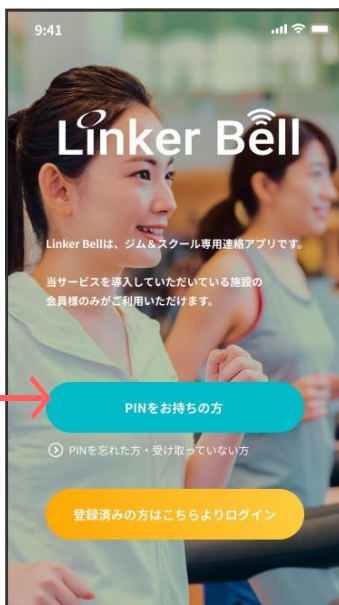 9:41
Linker Bell
Linker Bellは、ジム＆スクール専用連絡アプリです。
当サービスを導入していただいている施設の
会員様のみがご利用いただけます。
PINをお持ちの方
PINを忘れた方・受け取っていない方
登録済みの方はこちらよりログイン